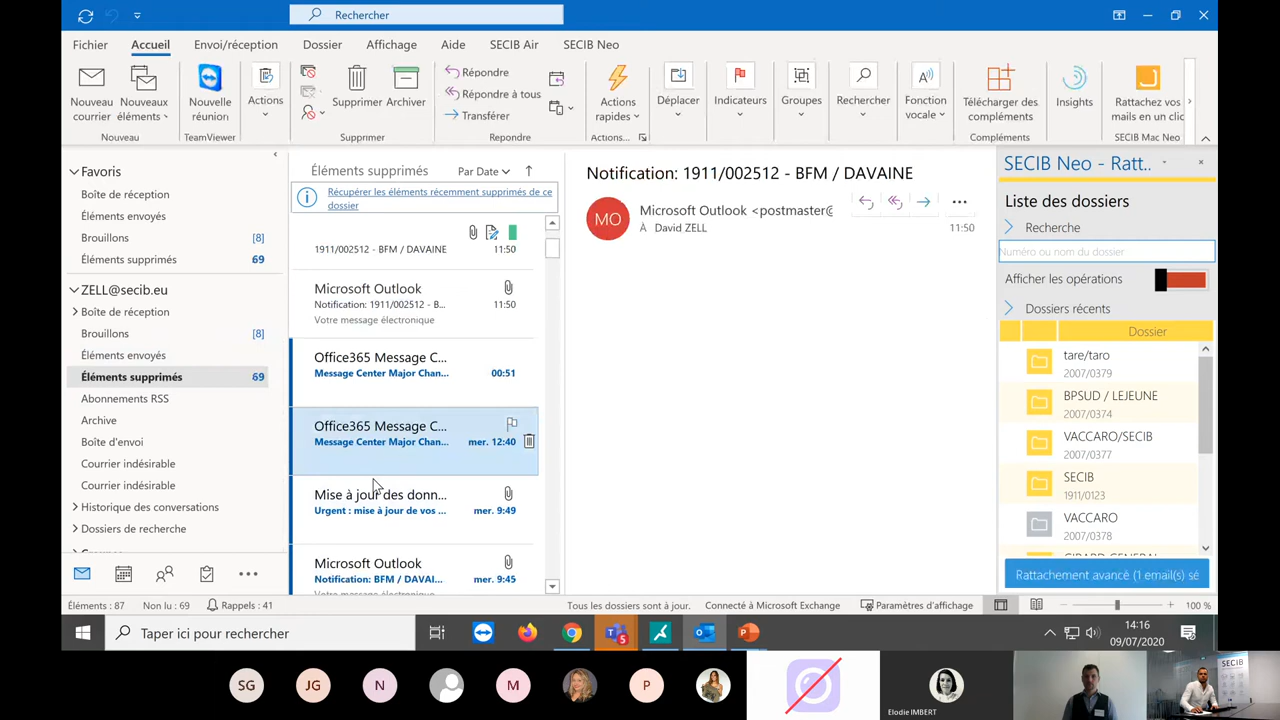 Rechercher
Fichier Accueil Envoi/réception Dossier Affichage Aide SECIB Air SECIB Neo
Nouveau courrier
Nouveaux éléments
Nouveau
Nouvelle réunion
TeamViewer
Actions
Supprimer Archiver
Supprimer
Répondre
Répondre à tous
Transférer
Repondre
Actions rapides
Actions...
Déplacer
Indicateurs
Groupes
Rechercher
Fonction vocale
Télécharger des compléments
Compléments
Insights
Rattachez vos mails en un clic
SECIB Mac Neo
Favoris
Boîte de réception
Éléments envoyés
Brouillons [8]
Éléments supprimés 69
ZELL@secib.eu
Boîte de réception
Brouillons [8]
Éléments envoyés
Éléments supprimés 69
Abonnements RSS
Archive
Boîte d'envoi
Courrier indésirable
Courrier indésirable
Historique des conversations
Dossiers de recherche
Éléments supprimés Par Date
Récupérer les éléments récemment supprimés de ce
dossier
1911/002512 - BFM / DAVAINE 11:50
Microsoft Outlook
Notification: 1911/002512 - B... 11:50
Votre message électronique
Office365 Message C...
Message Center Major Chan... 00:51
Office365 Message C...
Message Center Major Chan... mer. 12:40
Mise à jour des donn...
Urgent : mise à jour de vos ... mer. 9:49
Microsoft Outlook
Notification: BFM / DAVAI... mer. 9:45
Votre message électronique
Notification: 1911/002512 - BFM / DAVAINE
MO
Microsoft Outlook <postmaster@
À David ZELL 11:50
SECIB Neo - Ratt..
Liste des dossiers
Recherche
Numéro ou nom du dossier
Afficher les opérations
Dossiers récents
Dossier
tare/taro
2007/0379
BPSUD / LEJEUNE
2007/0374
VACCARO/SECIB
2007/0377
SECIB
1911/0123
VACCARO
2007/0378
Rattachement avancé (1 email(s) sé
Éléments : 87 Non lu : 69 Rappels : 41 Tous les dossiers sont à jour. Connecté à Microsoft Exchange Paramètres d'affichage 100 %
Taper ici pour rechercher
5
14:16
09/07/2020
SG JG N M P
Elodie IMBERT
SECIB